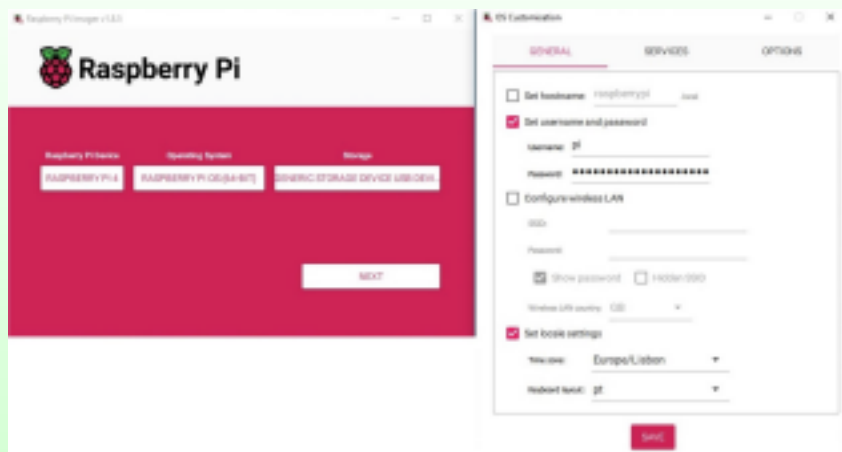 Raspberry Pi Imager v1.8.5
Raspberry Pi
Raspberry Pi Device
Operating System
Storage
RASPBERRY PI 4
RASPBERRY PI OS (64-BIT)
GENERIC STORAGE DEVICE USB DEVI...
NEXT
OS Customisation
GENERAL
SERVICES
OPTIONS
Set hostname: raspberrypi .local
Set username and password
Username: pi
Password:
Configure wireless LAN
SSID:
Password:
Show password Hidden SSID
Wireless LAN country: GB
Set locale settings
Time zone: Europe/Lisbon
Keyboard layout: pt
SAVE